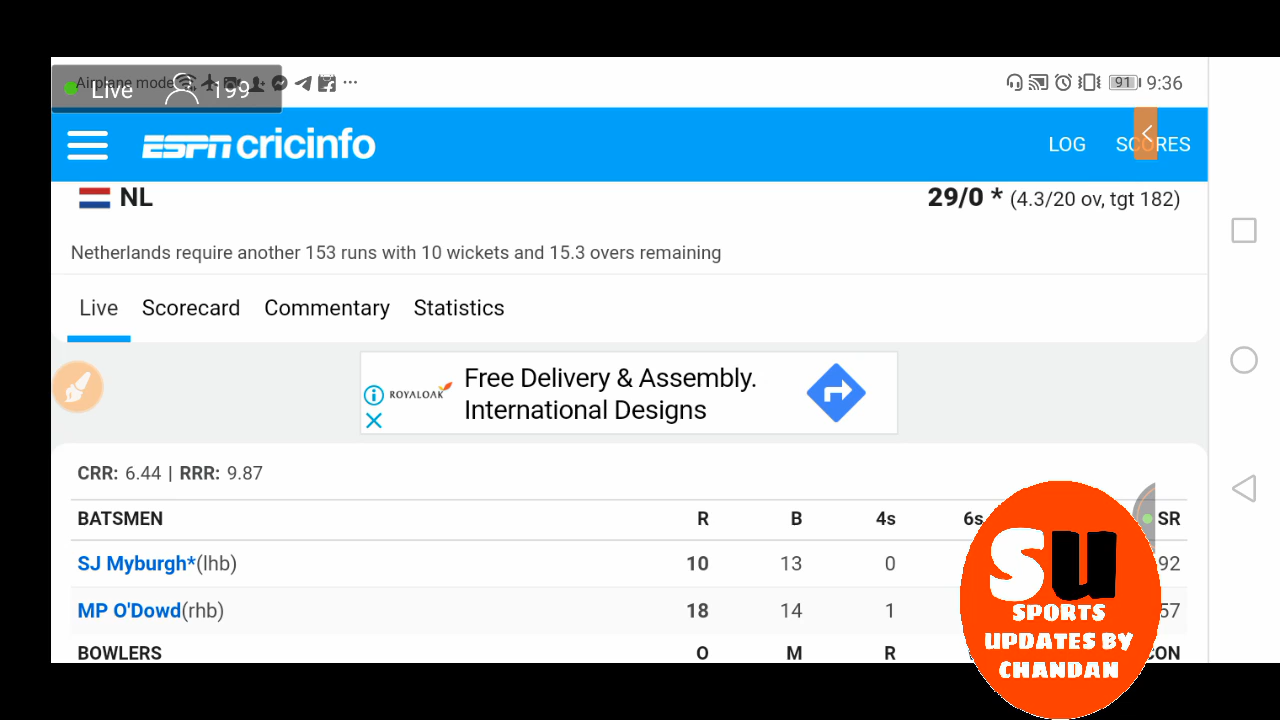 Airplane mode
Live 199
91 9:36
ESPN cricinfo
LOG SCORES
NL
29/0 * (4.3/20 ov, tgt 182)
Netherlands require another 153 runs with 10 wickets and 15.3 overs remaining
Live Scorecard Commentary Statistics
ROYALOAK
Free Delivery & Assembly.
International Designs
CRR: 6.44 | RRR: 9.87
BATSMEN R B 4s 6s SR
SJ Myburgh*(lhb) 10 13 0 92
MP O'Dowd(rhb) 18 14 1 57
BOWLERS O M R CON
SU
SPORTS
UPDATES BY
CHANDAN